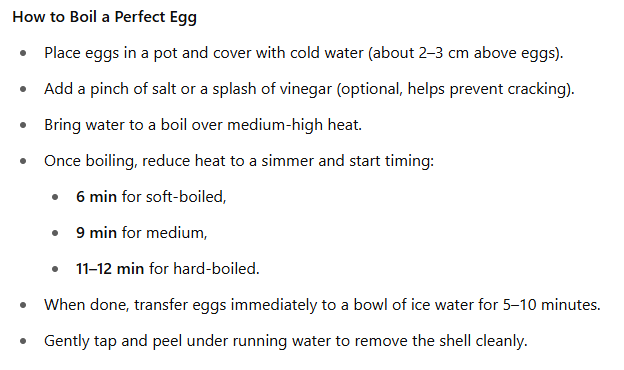 How to Boil a Perfect Egg
• Place eggs in a pot and cover with cold water (about 2–3 cm above eggs).
• Add a pinch of salt or a splash of vinegar (optional, helps prevent cracking).
• Bring water to a boil over medium-high heat.
• Once boiling, reduce heat to a simmer and start timing:
• 6 min for soft-boiled,
• 9 min for medium,
• 11–12 min for hard-boiled.
• When done, transfer eggs immediately to a bowl of ice water for 5–10 minutes.
• Gently tap and peel under running water to remove the shell cleanly.